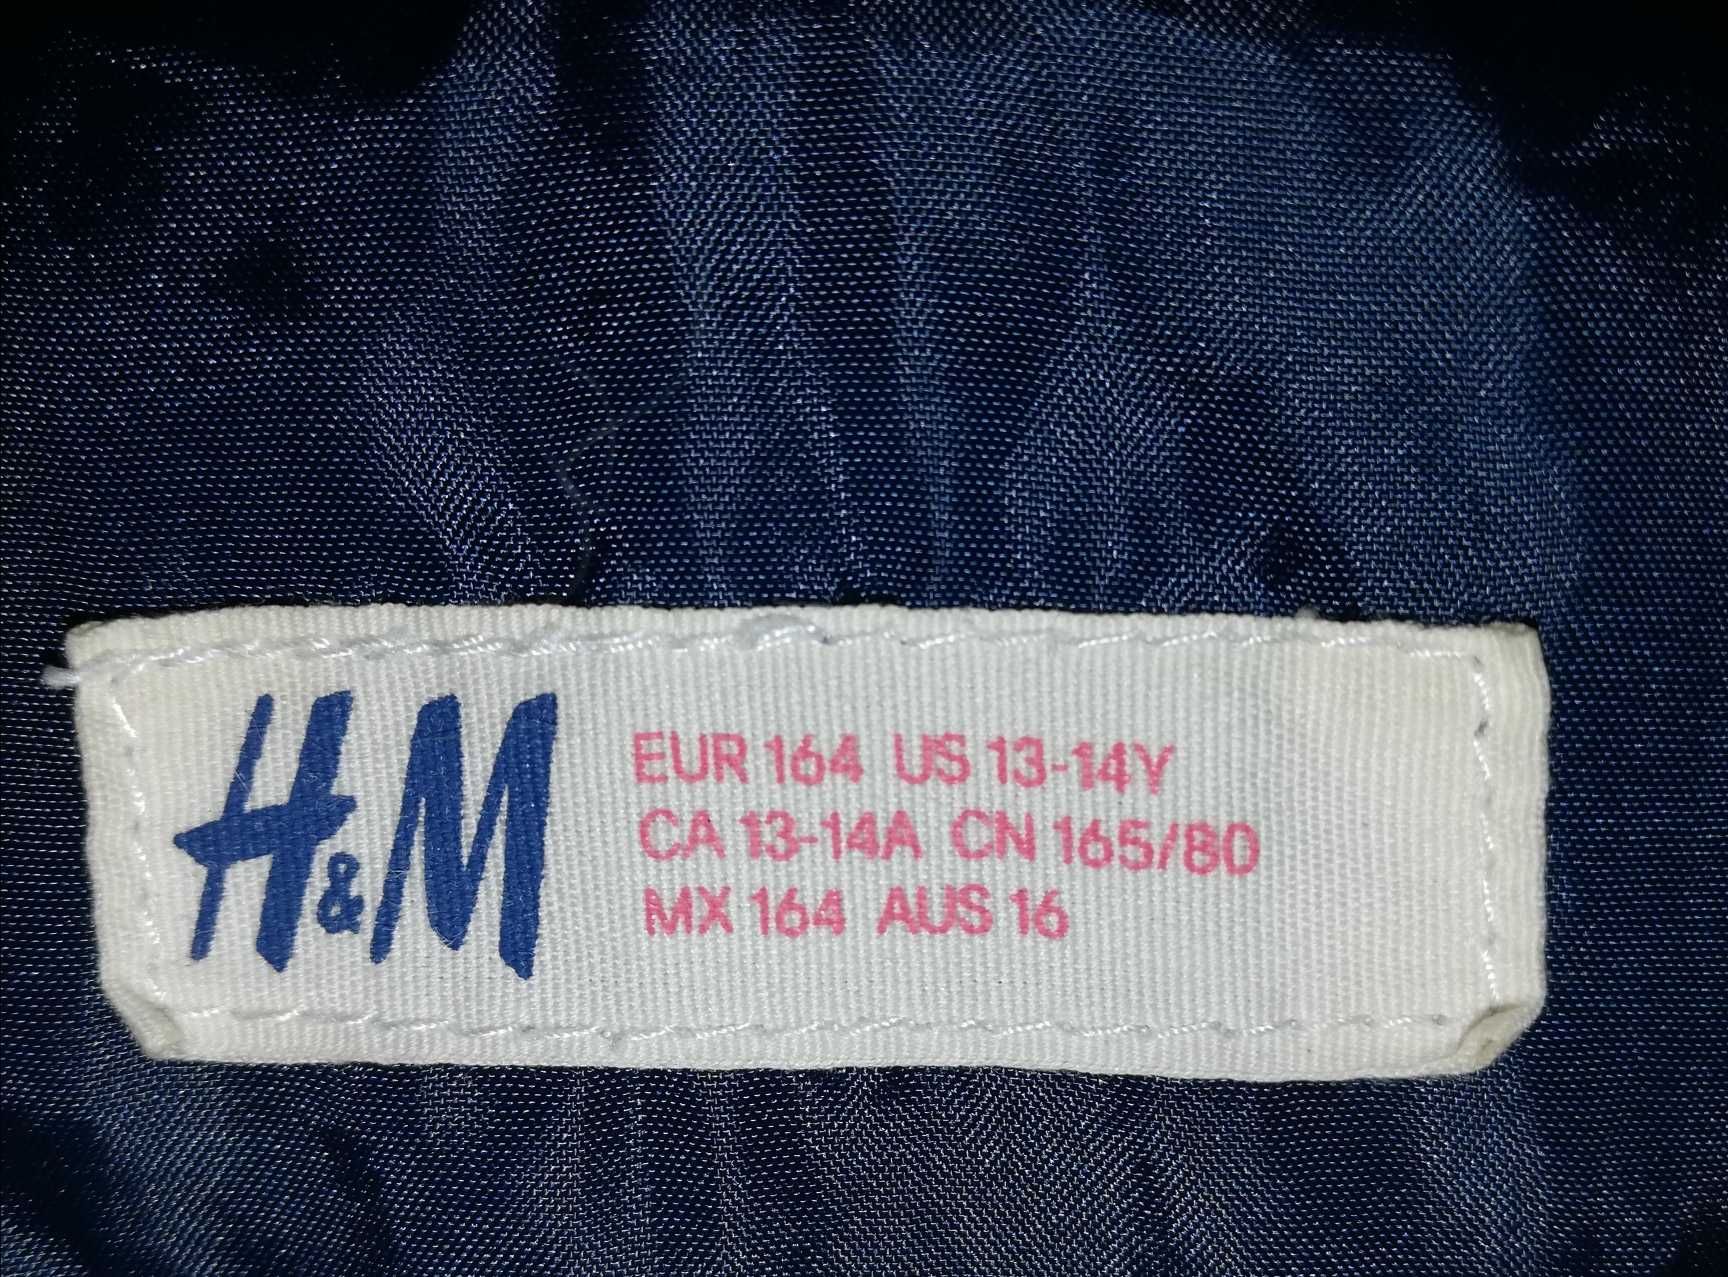 H&M
EUR 164 US 13-14Y
CA 13-14A CN 165/80
MX 164 AUS 16